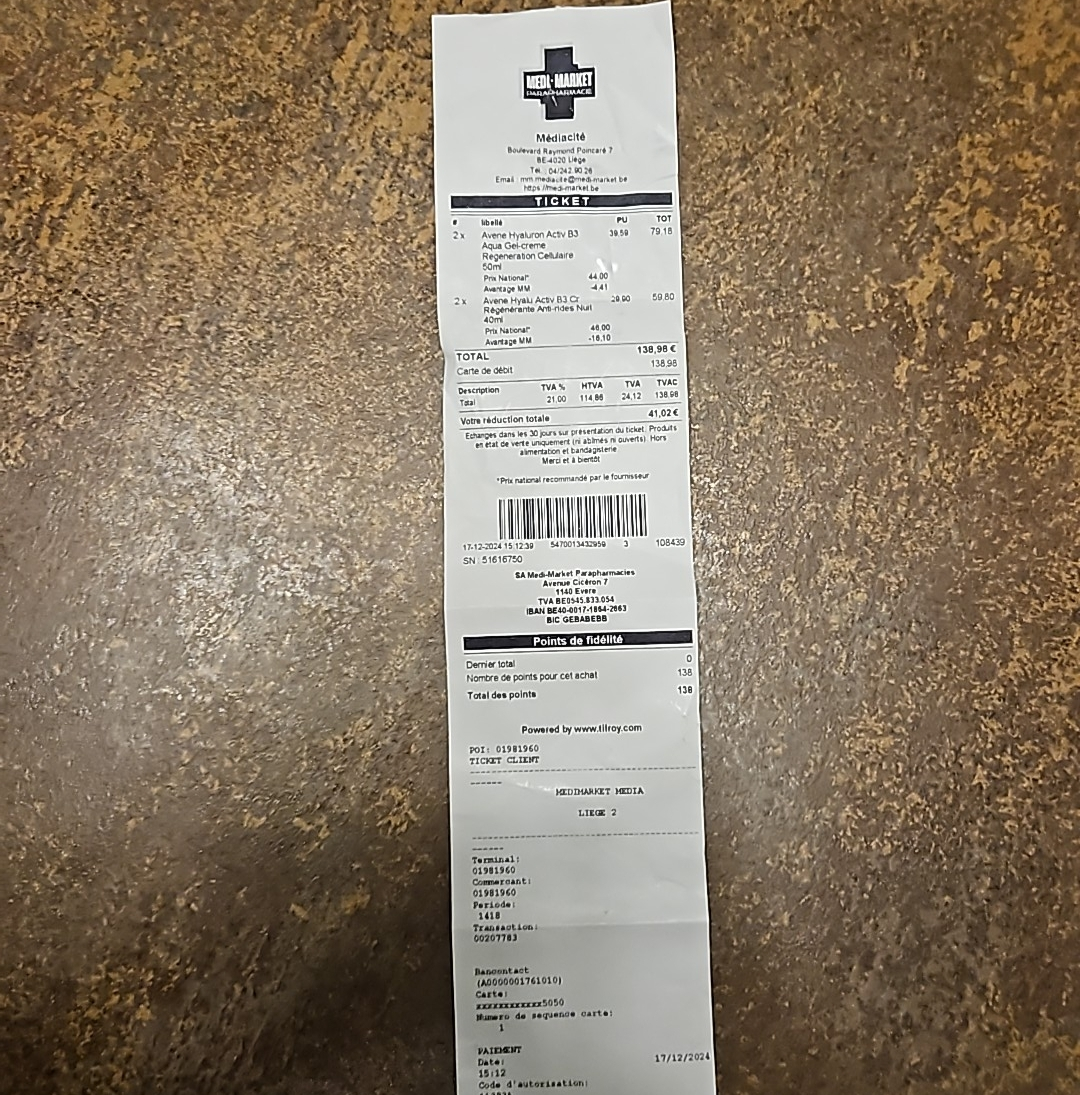 MEDI-MARKET
PARAPHARMACIE
Médiacité
Boulevard Raymond Poincaré 7
BE-4020 Liège
Tél. : 04/242.90.26
Email : mm.mediacite@medi-market.be
https://medi-market.be
TICKET
# libellé PU TOT
2 x Avene Hyaluron Activ B3 39.59 79.18
Aqua Gel-creme
Regeneration Cellulaire
50ml
Prix National* 44.00
Avantage MM -4.41
2 x Avene Hyalu Activ B3 Cr 29.90 59.80
Régénérante Anti-rides Nuit
40ml
Prix National* 46,00
Avantage MM -16,10
TOTAL 138,98 €
Carte de débit 138,98
Description TVA % HTVA TVA TVAC
Total 21,00 114,86 24,12 138,98
Votre réduction totale 41,02 €
Echanges dans les 30 jours sur présentation du ticket. Produits
en état de vente uniquement (ni abîmés ni ouverts). Hors
alimentation et bandagisterie
Merci et à bientôt
*Prix national recommandé par le fournisseur
17-12-2024 15:12:39 5470013432959 3 108439
SN: 51616750
SA Medi-Market Parapharmacies
Avenue Cicéron 7
1140 Evere
TVA BE0545.833.054
IBAN BE40-0017-1864-2663
BIC GEBABEBB
Points de fidélité
Dernier total 0
Nombre de points pour cet achat 138
Total des points 138
Powered by www.tilroy.com
POI: 01981960
TICKET CLIENT
MEDIMARKET MEDIA
LIEGE 2
Terminal:
01981960
Commercant:
01981960
Periode:
1418
Transaction:
00207783
Bancontact
(A0000001761010)
Carte:
xxxxxxxxxxxx5050
Numero de sequence carte:
1
PAIEMENT
Date: 17/12/2024
15:12
Code d'autorisation: